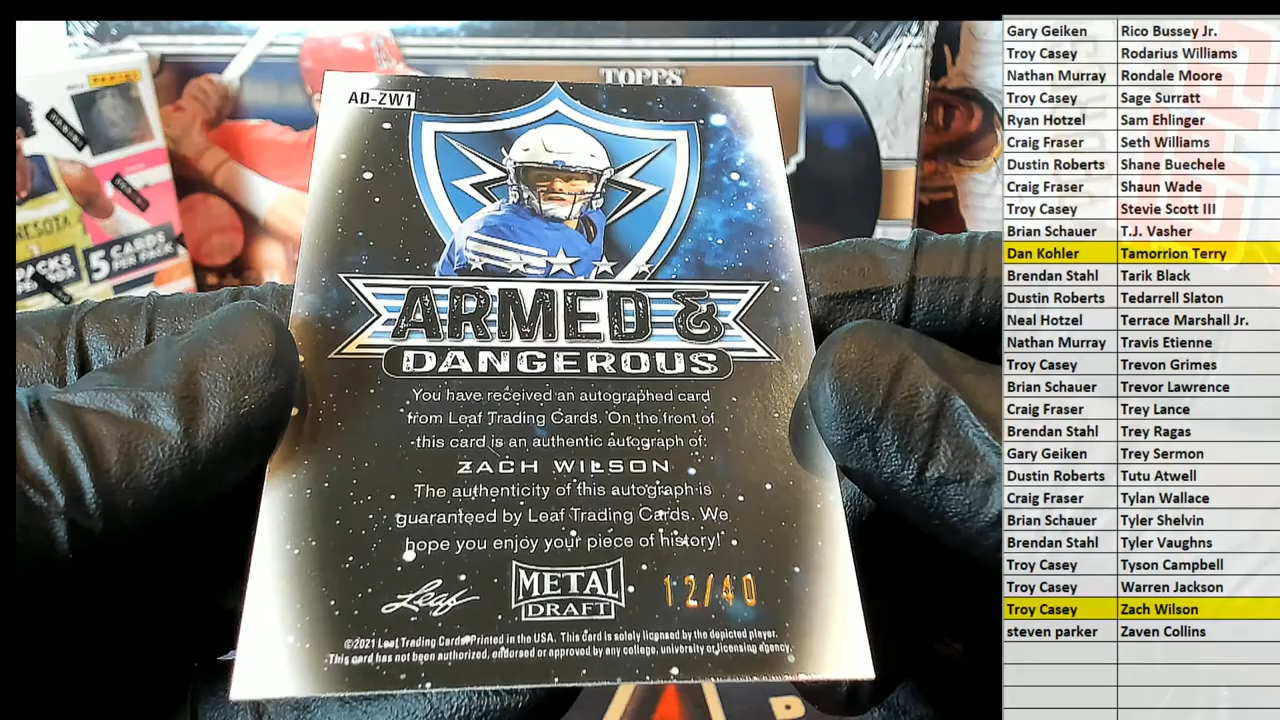 TOPPS
AD-ZW1
ARMED &
DANGEROUS
You have received an autographed card
from Leaf Trading Cards. On the front of
this card is an authentic autograph of:
ZACH WILSON
The authenticity of this autograph is
guaranteed by Leaf Trading Cards. We
hope you enjoy your piece of history!
Leaf
METAL
DRAFT
12/40
©2021 Leaf Trading Cards. Printed in the USA. This card is solely licensed by the depicted player.
This card has not been authorized, endorsed or approved by any college, university or licensing agency.
PANINI
5 CARDS
PER PACK
Gary Geiken Rico Bussey Jr.
Troy Casey Rodarius Williams
Nathan Murray Rondale Moore
Troy Casey Sage Surratt
Ryan Hotzel Sam Ehlinger
Craig Fraser Seth Williams
Dustin Roberts Shane Buechele
Craig Fraser Shaun Wade
Troy Casey Stevie Scott III
Brian Schauer T.J. Vasher
Dan Kohler Tamorrion Terry
Brendan Stahl Tarik Black
Dustin Roberts Tedarrell Slaton
Neal Hotzel Terrace Marshall Jr.
Nathan Murray Travis Etienne
Troy Casey Trevon Grimes
Brian Schauer Trevor Lawrence
Craig Fraser Trey Lance
Brendan Stahl Trey Ragas
Gary Geiken Trey Sermon
Dustin Roberts Tutu Atwell
Craig Fraser Tylan Wallace
Brian Schauer Tyler Shelvin
Brendan Stahl Tyler Vaughns
Troy Casey Tyson Campbell
Troy Casey Warren Jackson
Troy Casey Zach Wilson
steven parker Zaven Collins